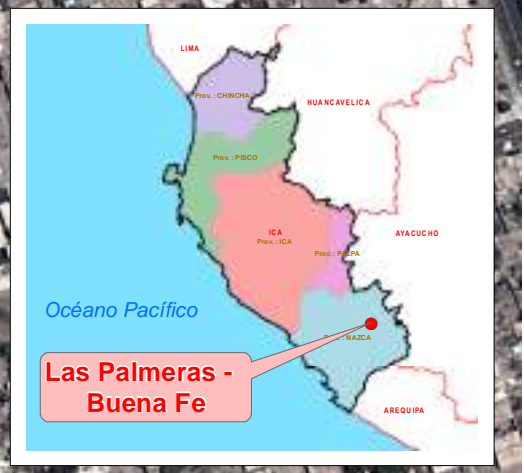 LIMA
Prov. : CHINCHA
HUANCAVELICA
Prov. : PISCO
ICA
Prov. : ICA
AYACUCHO
Prov. : PALPA
Océano Pacífico
: NAZCA
Las Palmeras -
Buena Fe
AREQUIPA